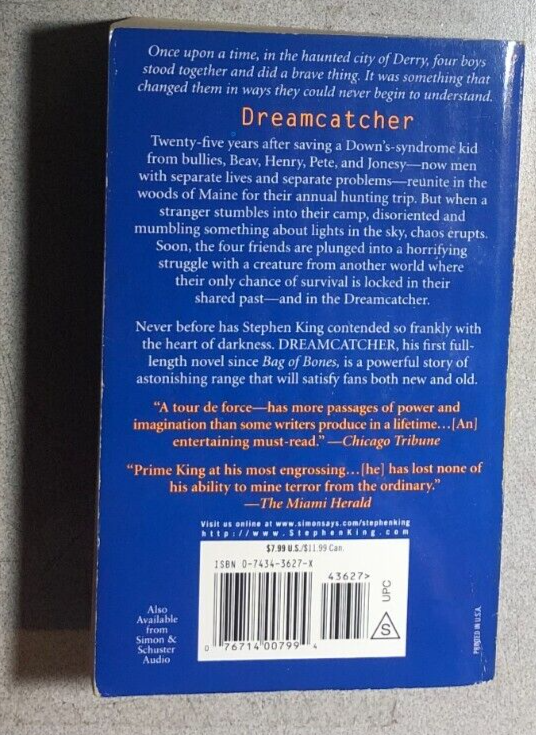 Once upon a time, in the haunted city of Derry, four boys
stood together and did a brave thing. It was something that
changed them in ways they could never begin to understand.
Dreamcatcher
Twenty-five years after saving a Down's-syndrome kid
from bullies, Beav, Henry, Pete, and Jonesy—now men
with separate lives and separate problems—reunite in the
woods of Maine for their annual hunting trip. But when a
stranger stumbles into their camp, disoriented and
mumbling something about lights in the sky, chaos erupts.
Soon, the four friends are plunged into a horrifying
struggle with a creature from another world where
their only chance of survival is locked in their
shared past—and in the Dreamcatcher.
Never before has Stephen King contended so frankly with
the heart of darkness. DREAMCATCHER, his first full-
length novel since Bag of Bones, is a powerful story of
astonishing range that will satisfy fans both new and old.
“A tour de force—has more passages of power and
imagination than some writers produce in a lifetime…[An]
entertaining must-read.” —Chicago Tribune
“Prime King at his most engrossing…[he] has lost none of
his ability to mine terror from the ordinary.”
—The Miami Herald
Visit us online at www.simonsays.com/stephenking
http://www.StephenKing.com
$7.99 U.S./$11.99 Can.
ISBN 0-7434-3627-X
43627>
UPC
S
0 76714 00799 4
Also
Available
from
Simon &
Schuster
Audio
PRINTED IN U.S.A.